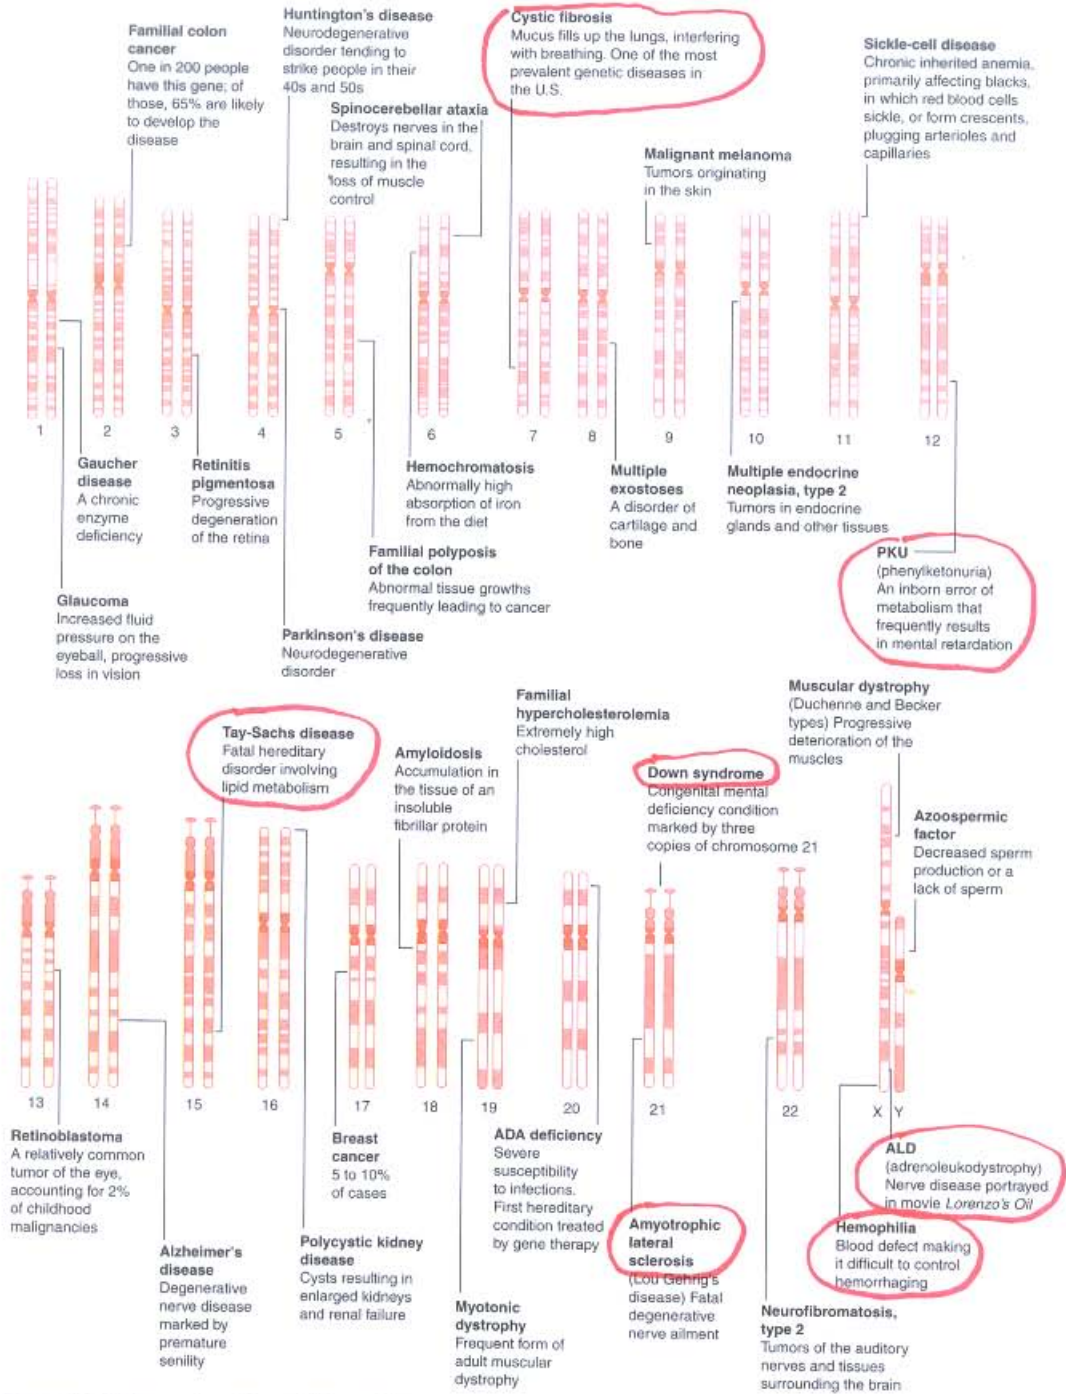 Familial colon
cancer
One in 200 people
have this gene; of
those, 65% are likely
to develop the
disease
Huntington's disease
Neurodegenerative
disorder tending to
strike people in their
40s and 50s
Spinocerebellar ataxia
Destroys nerves in the
brain and spinal cord,
resulting in the
loss of muscle
control
Cystic fibrosis
Mucus fills up the lungs, interfering
with breathing. One of the most
prevalent genetic diseases in
the U.S.
Malignant melanoma
Tumors originating
in the skin
Sickle-cell disease
Chronic inherited anemia,
primarily affecting blacks,
in which red blood cells
sickle, or form crescents,
plugging arterioles and
capillaries
1 2 3 4 5 6 7 8 9 10 11 12
Gaucher
disease
A chronic
enzyme
deficiency
Retinitis
pigmentosa
Progressive
degeneration
of the retina
Hemochromatosis
Abnormally high
absorption of iron
from the diet
Multiple
exostoses
A disorder of
cartilage and
bone
Multiple endocrine
neoplasia, type 2
Tumors in endocrine
glands and other tissues
Familial polyposis
of the colon
Abnormal tissue growths
frequently leading to cancer
PKU
(phenylketonuria)
An inborn error of
metabolism that
frequently results
in mental retardation
Glaucoma
Increased fluid
pressure on the
eyeball, progressive
loss in vision
Parkinson's disease
Neurodegenerative
disorder
Tay-Sachs disease
Fatal hereditary
disorder involving
lipid metabolism
Amyloidosis
Accumulation in
the tissue of an
insoluble
fibrillar protein
Familial
hypercholesterolemia
Extremely high
cholesterol
Down syndrome
Congenital mental
deficiency condition
marked by three
copies of chromosome 21
Muscular dystrophy
(Duchenne and Becker
types) Progressive
deterioration of the
muscles
Azoospermic
factor
Decreased sperm
production or a
lack of sperm
13 14 15 16 17 18 19 20 21 22 X Y
Retinoblastoma
A relatively common
tumor of the eye,
accounting for 2%
of childhood
malignancies
Alzheimer's
disease
Degenerative
nerve disease
marked by
premature
senility
Polycystic kidney
disease
Cysts resulting in
enlarged kidneys
and renal failure
Breast
cancer
5 to 10%
of cases
Myotonic
dystrophy
Frequent form of
adult muscular
dystrophy
ADA deficiency
Severe
susceptibility
to infections.
First hereditary
condition treated
by gene therapy
Amyotrophic
lateral
sclerosis
(Lou Gehrig's
disease) Fatal
degenerative
nerve ailment
Neurofibromatosis,
type 2
Tumors of the auditory
nerves and tissues
surrounding the brain
ALD
(adrenoleukodystrophy)
Nerve disease portrayed
in movie Lorenzo's Oil
Hemophilia
Blood defect making
it difficult to control
hemorrhaging